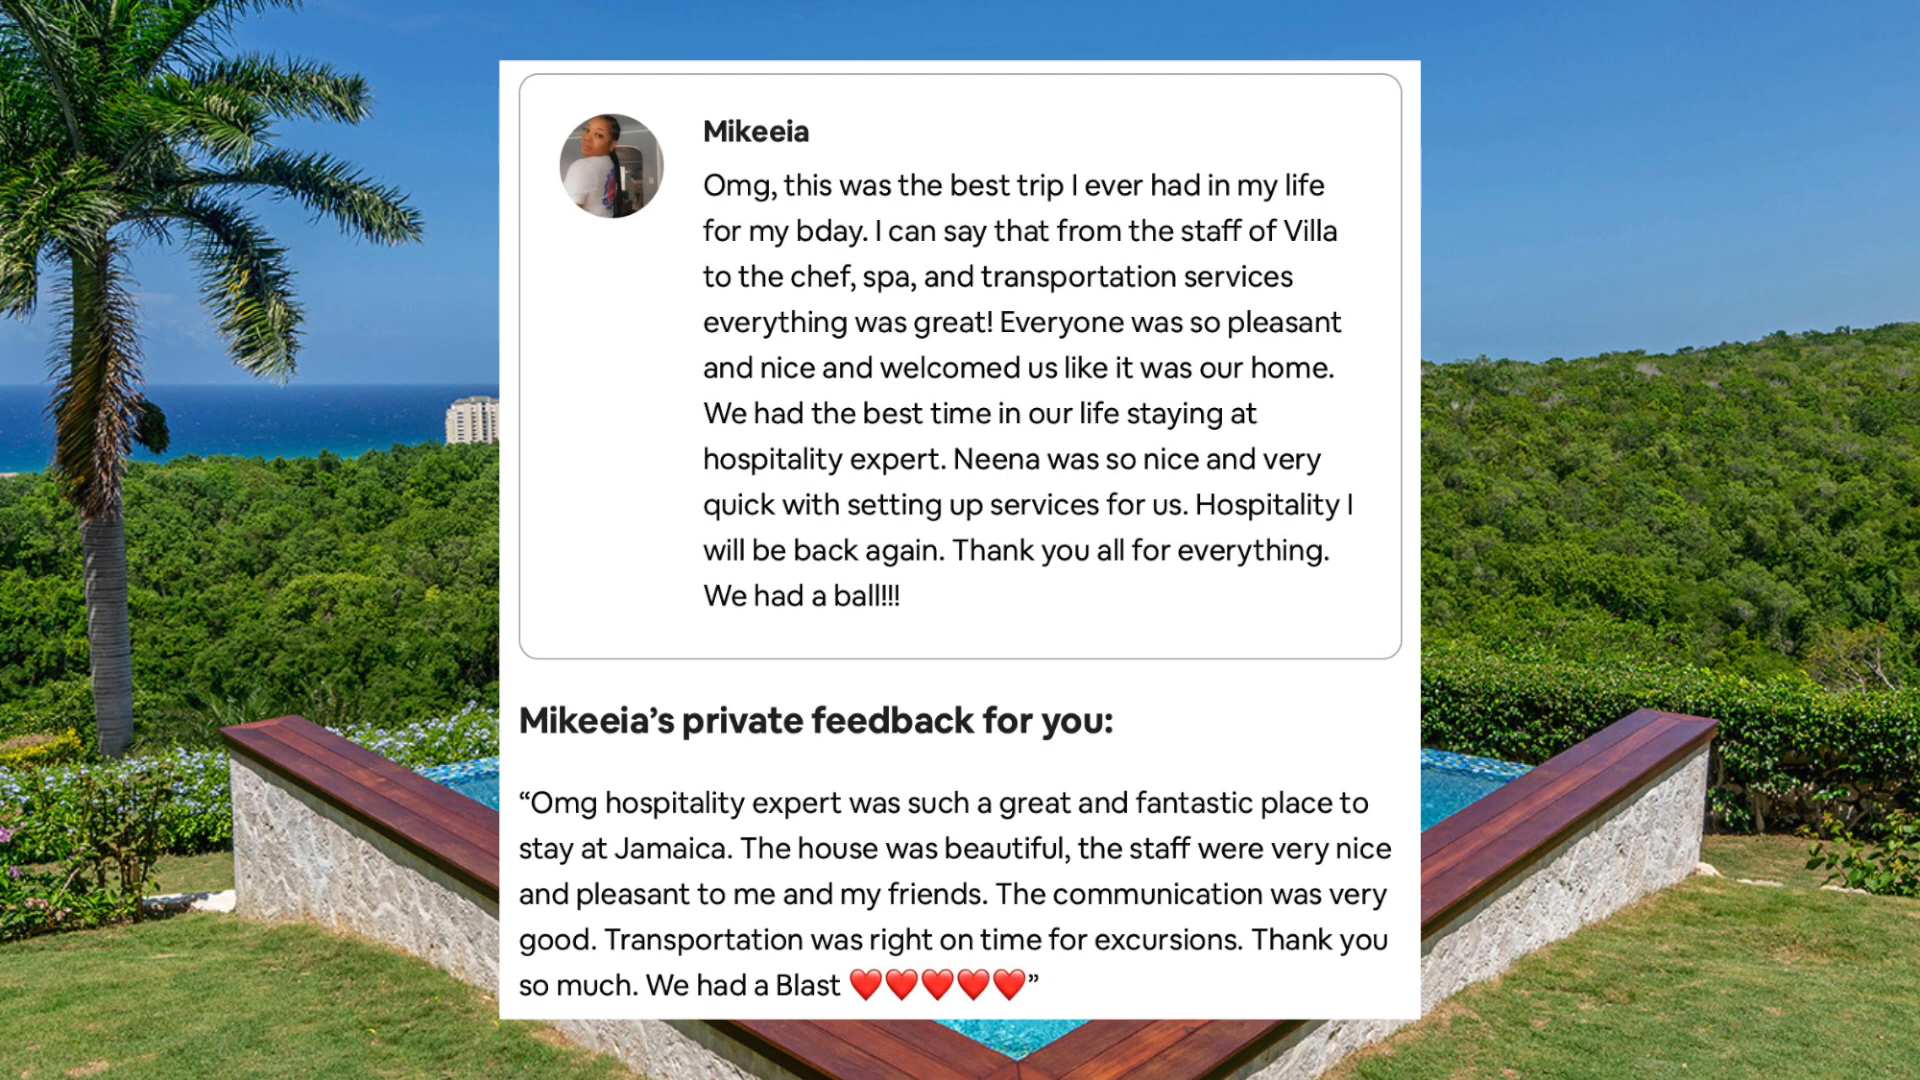 Mikeeia
Omg, this was the best trip I ever had in my life
for my bday. I can say that from the staff of Villa
to the chef, spa, and transportation services
everything was great! Everyone was so pleasant
and nice and welcomed us like it was our home.
We had the best time in our life staying at
hospitality expert. Neena was so nice and very
quick with setting up services for us. Hospitality I
will be back again. Thank you all for everything.
We had a ball!!!
Mikeeia’s private feedback for you:
“Omg hospitality expert was such a great and fantastic place to
stay at Jamaica. The house was beautiful, the staff were very nice
and pleasant to me and my friends. The communication was very
good. Transportation was right on time for excursions. Thank you
so much. We had a Blast ❤️❤️❤️❤️❤️”